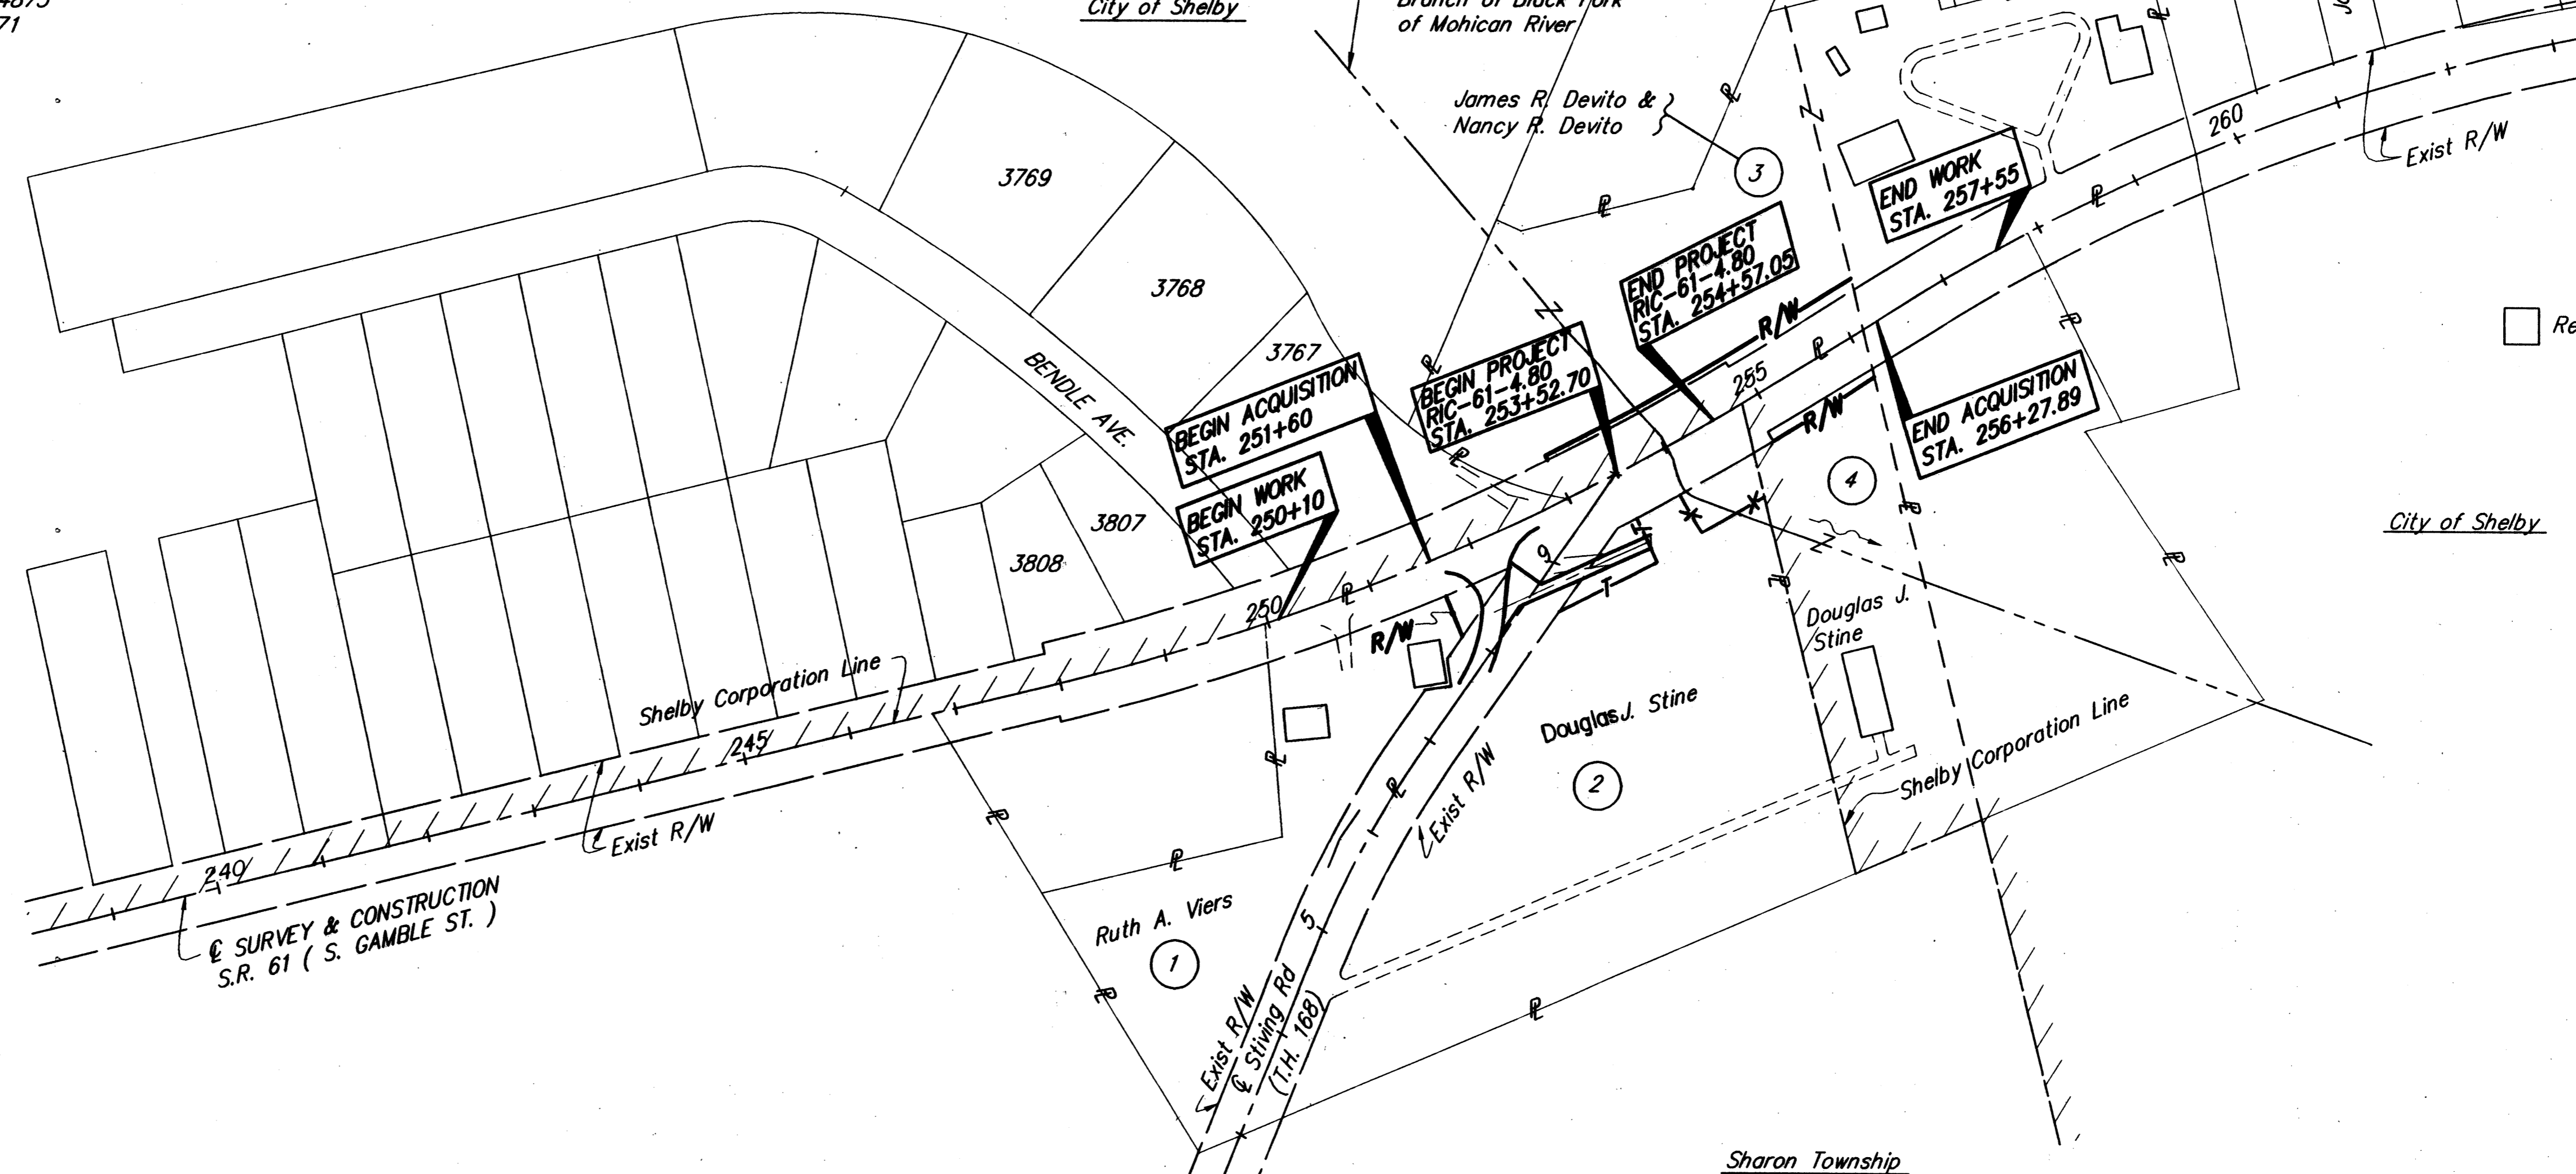 City of Shelby
of Mohican River
James R. Devito &
Nancy R. Devito
3
3769
3768
3767
260
Exist R/W
END WORK
STA. 257+55
END PROJECT
RIC-61-4.80
STA. 254+57.05
R/W
BEGIN PROJECT
RIC-61-4.80
STA. 253+52.70
255
BENDLE AVE.
BEGIN ACQUISITION
STA. 251+60
R/W
END ACQUISITION
STA. 256+27.89
BEGIN WORK
STA. 250+10
4
City of Shelby
3807
3808
9
T
250
R/W
Douglas J.
Stine
Shelby Corporation Line
245
Douglas J. Stine
2
Shelby Corporation Line
Exist R/W
Exist R/W
240
℄ SURVEY & CONSTRUCTION
S.R. 61 ( S. GAMBLE ST. )
Ruth A. Viers
1
5
Exist R/W
℄ Stiving Rd
(T.H. 168)
Sharon Township